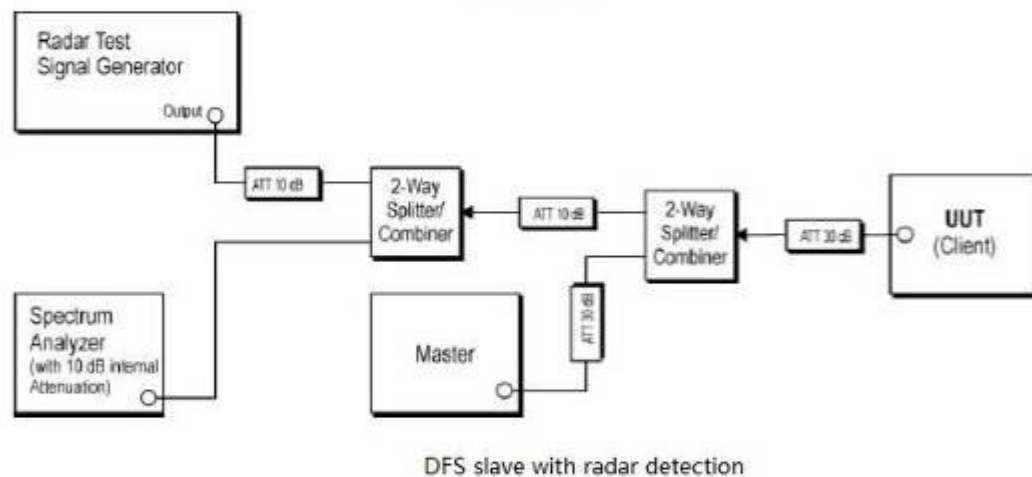 Radar Test
Signal Generator
Output
ATT 10 dB
2-Way
Splitter/
Combiner
ATT 10 dB
2-Way
Splitter/
Combiner
ATT 30 dB
UUT
(Client)
Spectrum
Analyzer
(with 10 dB internal
Attenuation)
Master
ATT 30 dB
DFS slave with radar detection